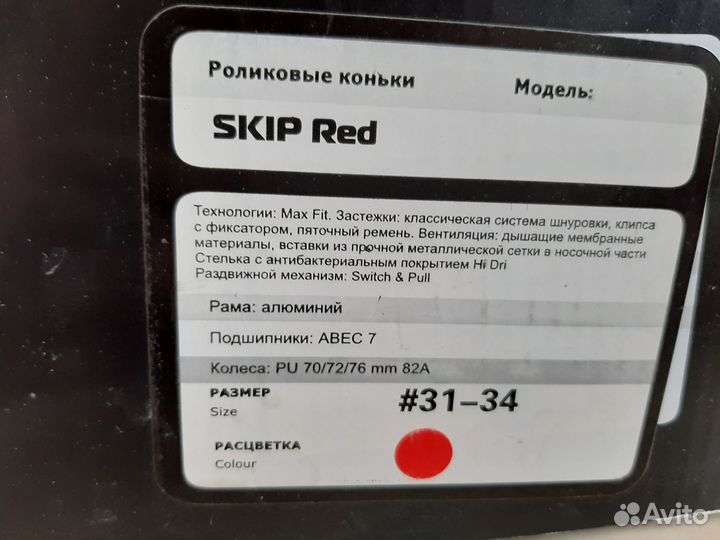 Роликовые коньки
Модель:
SKIP Red
Технологии: Max Fit. Застежки: классическая система шнуровки, клипса
с фиксатором, пяточный ремень. Вентиляция: дышащие мембранные
материалы, вставки из прочной металлической сетки в носочной части
Стелька с антибактериальным покрытием Hi Dri
Раздвижной механизм: Switch & Pull
Рама: алюминий
Подшипники: ABEC 7
Колеса: PU 70/72/76 mm 82A
РАЗМЕР
Size
#31-34
РАСЦВЕТКА
Colour
Avito